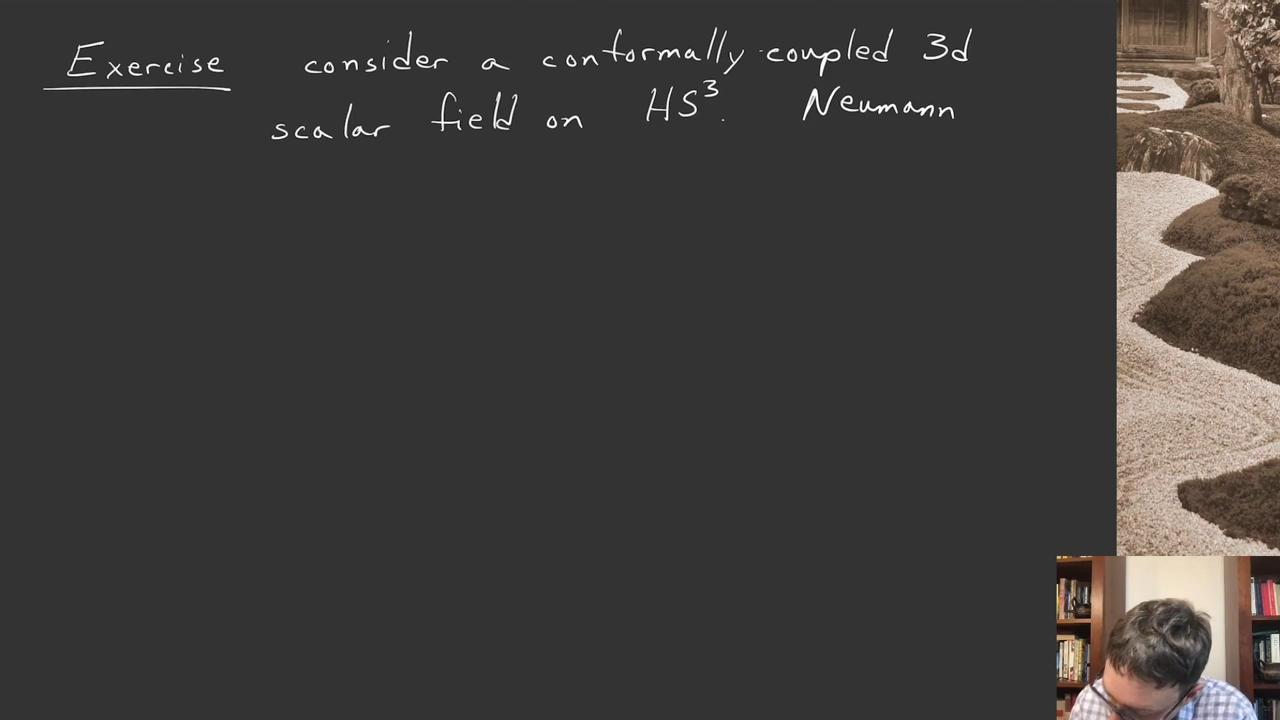 Exercise consider a conformally-coupled 3d
scalar field on HS³. Neumann